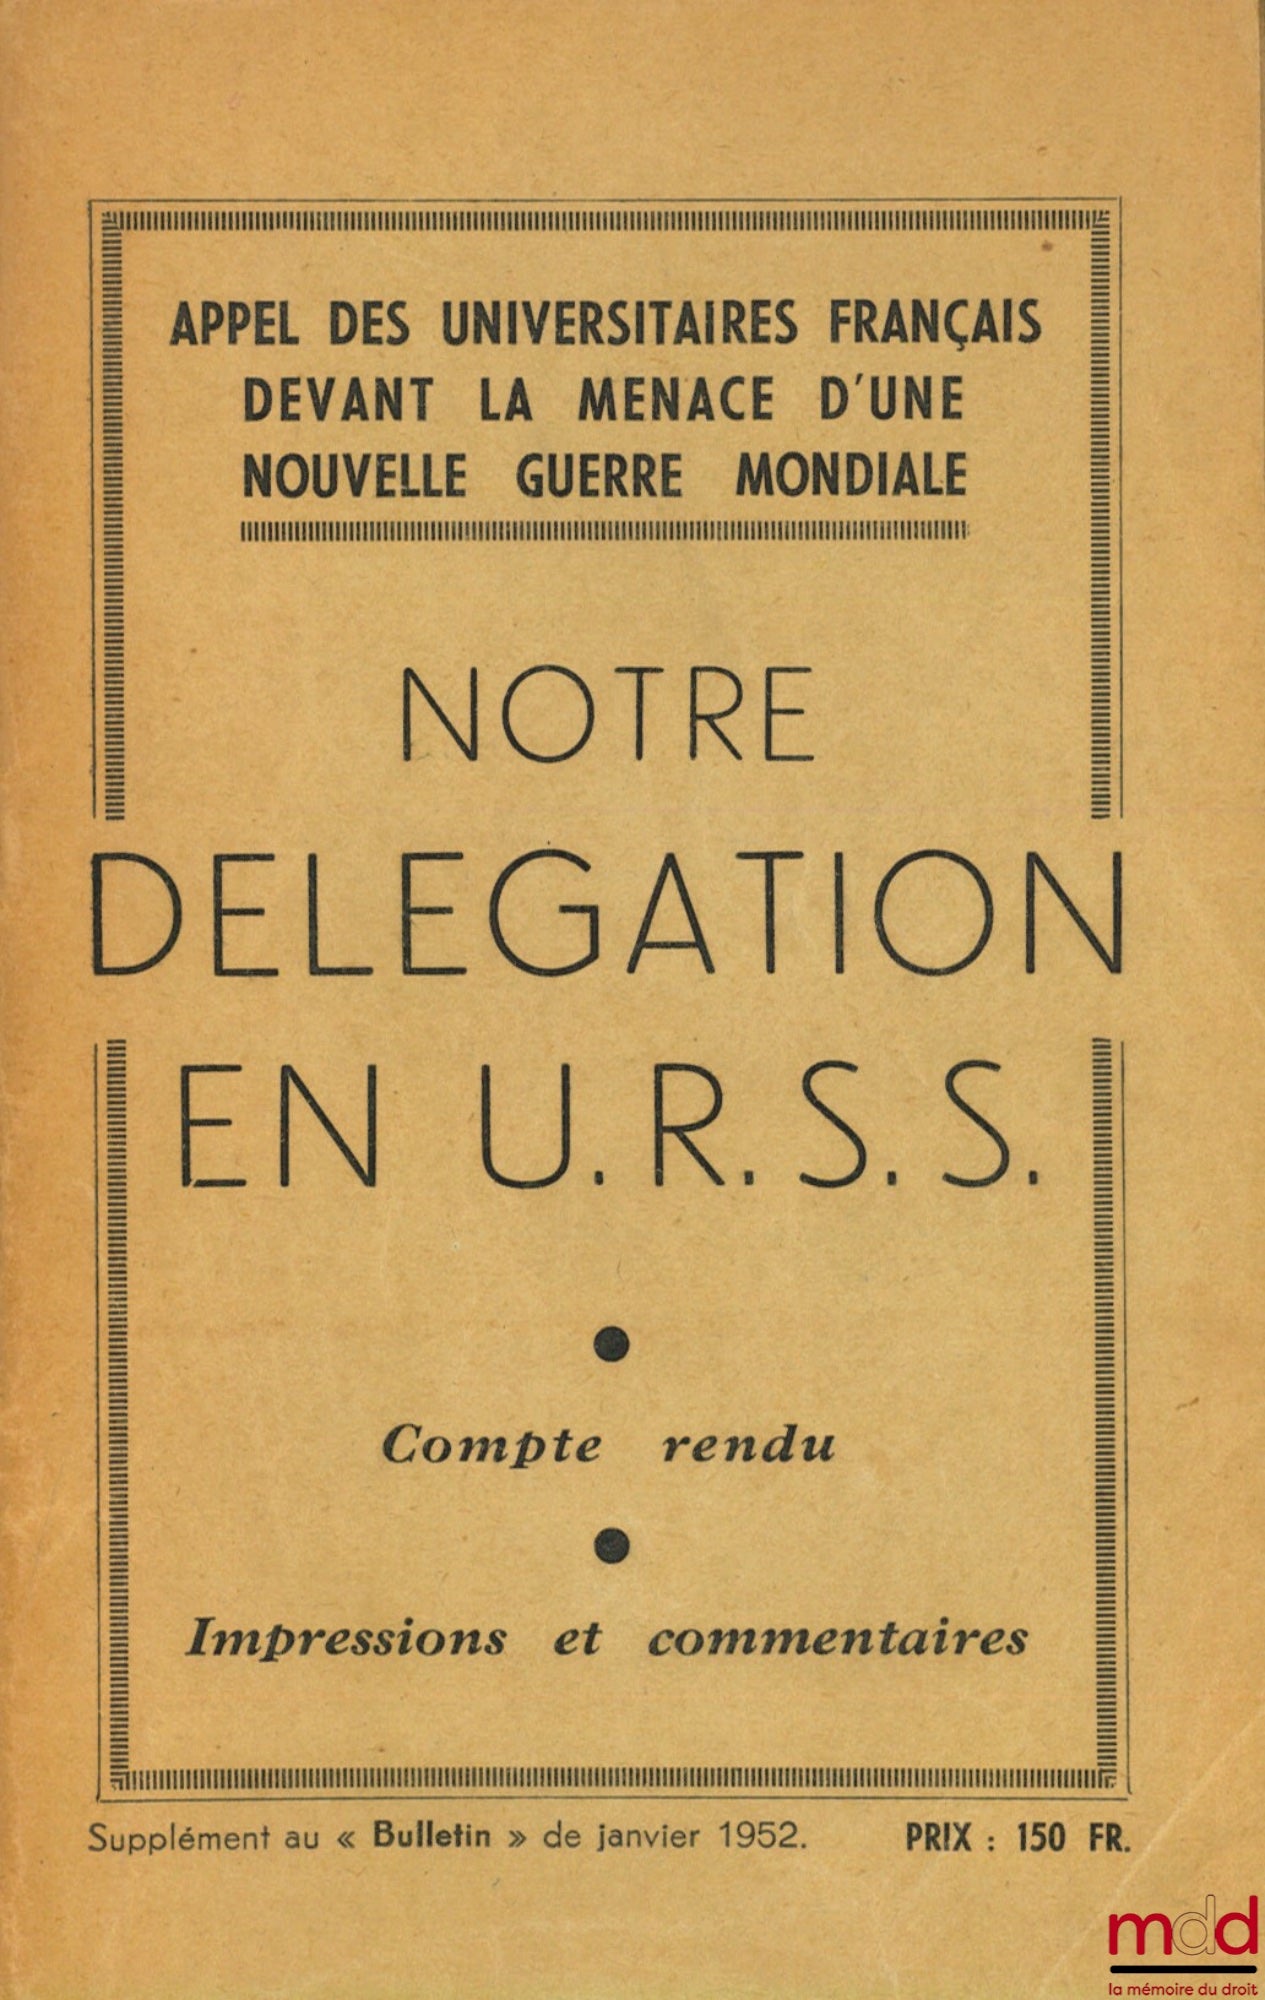 APPEL DES UNIVERSITAIRES FRANÇAIS
DEVANT LA MENACE D'UNE
NOUVELLE GUERRE MONDIALE
NOTRE
DELEGATION
EN U.R.S.S.
Compte rendu
Impressions et commentaires
Supplément au « Bulletin » de janvier 1952. PRIX : 150 FR.
mdd
la mémoire du droit